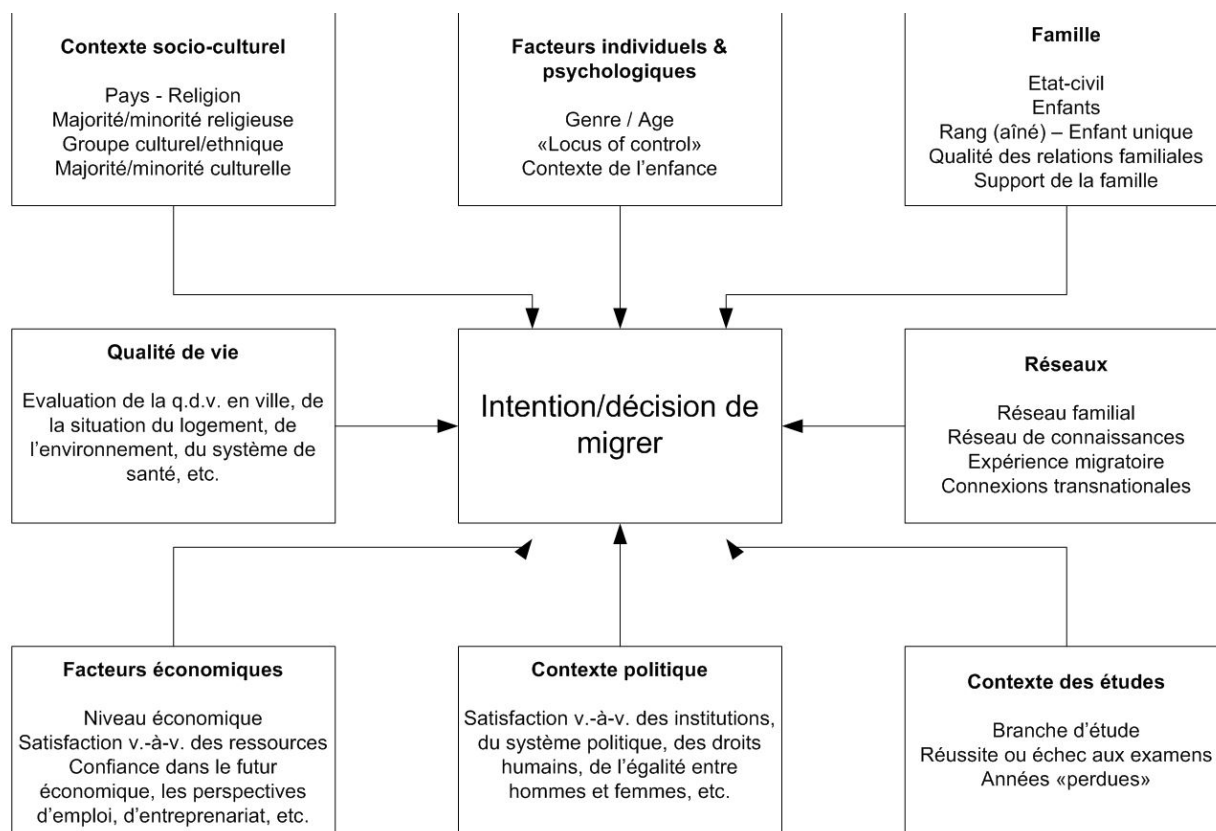 Contexte socio-culturel
Pays - Religion
Majorité/minorité religieuse
Groupe culturel/ethnique
Majorité/minorité culturelle
Facteurs individuels &
psychologiques
Genre / Age
«Locus of control»
Contexte de l’enfance
Famille
Etat-civil
Enfants
Rang (aîné) – Enfant unique
Qualité des relations familiales
Support de la famille
Qualité de vie
Evaluation de la q.d.v. en ville, de
la situation du logement, de
l’environnement, du système de
santé, etc.
Intention/décision de
migrer
Réseaux
Réseau familial
Réseau de connaissances
Expérience migratoire
Connexions transnationales
Facteurs économiques
Niveau économique
Satisfaction v.-à-v. des ressources
Confiance dans le futur
économique, les perspectives
d’emploi, d’entreprenariat, etc.
Contexte politique
Satisfaction v.-à-v. des institutions,
du système politique, des droits
humains, de l’égalité entre
hommes et femmes, etc.
Contexte des études
Branche d’étude
Réussite ou échec aux examens
Années «perdues»